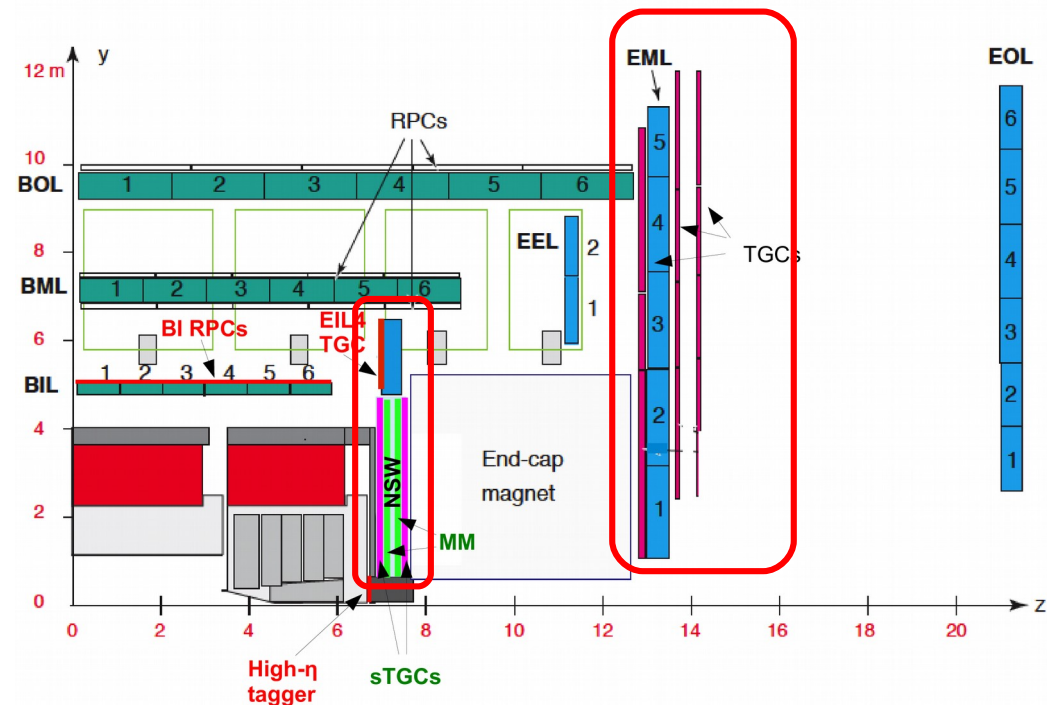 y
EML
EOL
12 m
RPCs
5
6
10
BOL
1 2 3 4 5 6
4
5
8
EEL
2
TGCs
4
BML
1 2 3 4 5 6
1
3
3
EIL4
TGC
6
BI RPCs
BIL
1 2 3 4 5 6
2
2
4
NSW
End-cap
magnet
1
1
2
MM
0
z
0 2 4 6 8 10 12 14 16 18 20
High-η
tagger
sTGCs